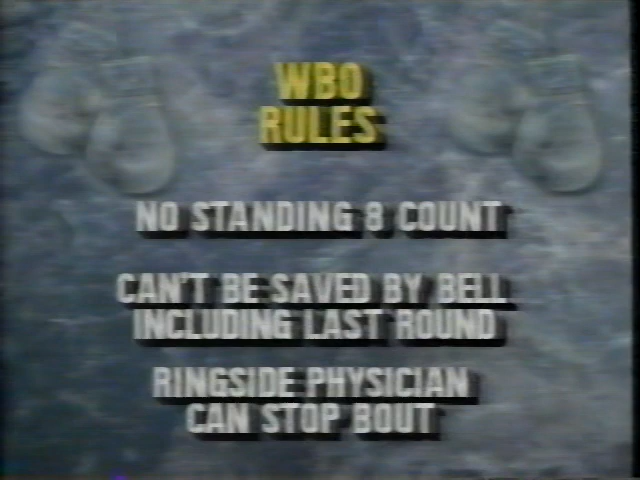 WBO
RULES
NO STANDING 8 COUNT
CAN'T BE SAVED BY BELL
INCLUDING LAST ROUND
RINGSIDE PHYSICIAN
CAN STOP BOUT